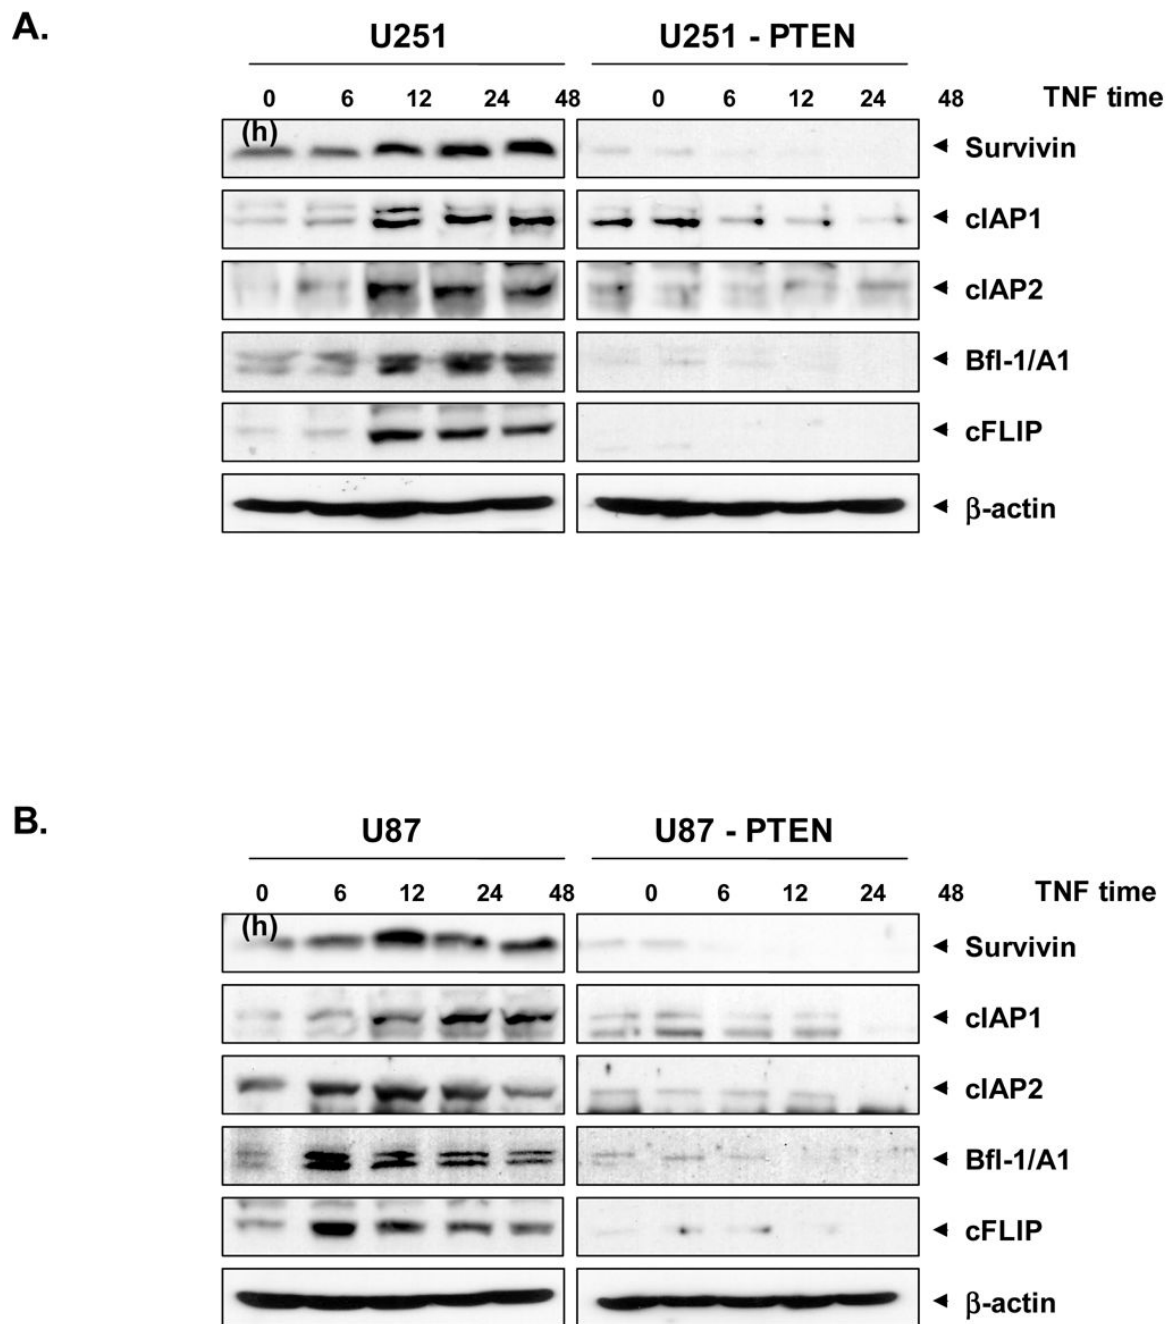 A.
U251 U251 - PTEN
0 6 12 24 48 0 6 12 24 48 TNF time
(h)
Survivin
cIAP1
cIAP2
Bfl-1/A1
cFLIP
β-actin
B.
U87 U87 - PTEN
0 6 12 24 48 0 6 12 24 48 TNF time
(h)
Survivin
cIAP1
cIAP2
Bfl-1/A1
cFLIP
β-actin